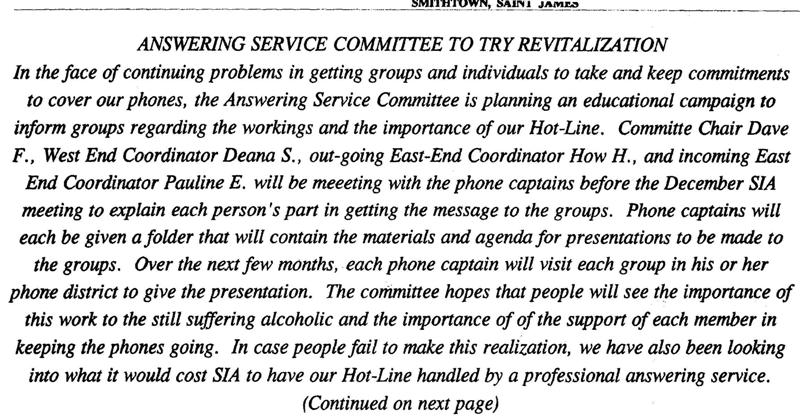 SMITHTOWN, SAINT JAMES
ANSWERING SERVICE COMMITTEE TO TRY REVITALIZATION
In the face of continuing problems in getting groups and individuals to take and keep commitments
to cover our phones, the Answering Service Committee is planning an educational campaign to
inform groups regarding the workings and the importance of our Hot-Line.  Committe Chair Dave
F., West End Coordinator Deana S., out-going East-End Coordinator How H., and incoming East
End Coordinator Pauline E. will be meeeting with the phone captains before the December SIA
meeting to explain each person's part in getting the message to the groups.  Phone captains will
each be given a folder that will contain the materials and agenda for presentations to be made to
the groups.  Over the next few months, each phone captain will visit each group in his or her
phone district to give the presentation.  The committee hopes that people will see the importance of
this work to the still suffering alcoholic and the importance of of the support of each member in
keeping the phones going.  In case people fail to make this realization, we have also been looking
into what it would cost SIA to have our Hot-Line handled by a professional answering service.
(Continued on next page)